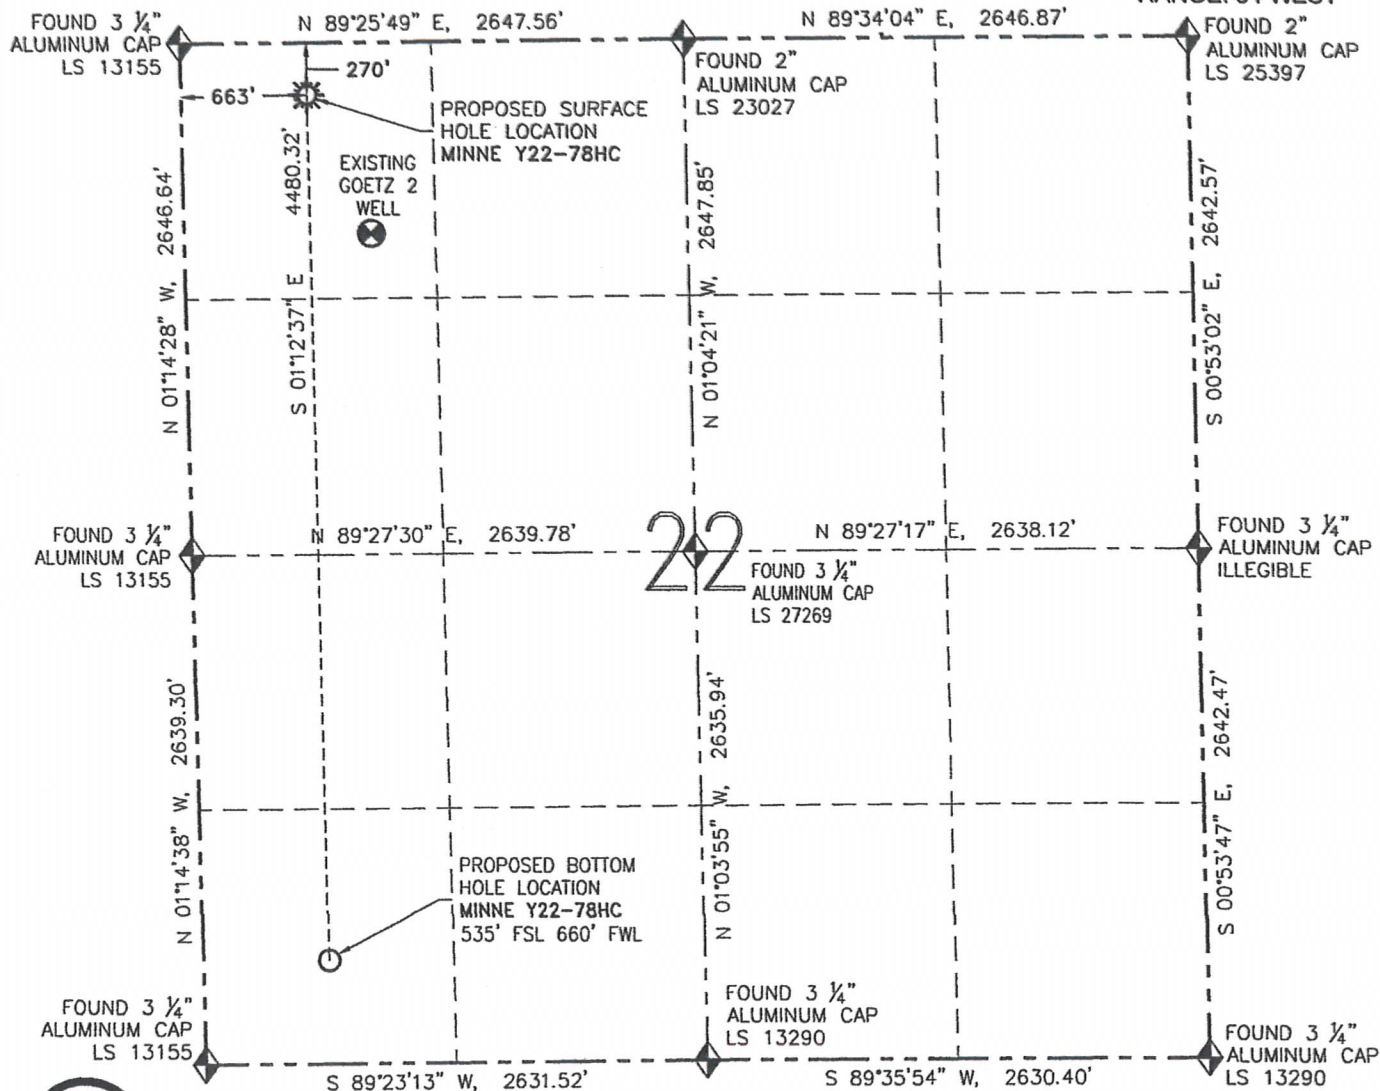 FOUND 3 ¼"
ALUMINUM CAP
LS 13155
N 89°25'49" E, 2647.56'
N 89°34'04" E, 2646.87'
FOUND 2"
ALUMINUM CAP
LS 25397
FOUND 2"
ALUMINUM CAP
LS 23027
270'
663'
PROPOSED SURFACE
HOLE LOCATION
MINNE Y22-78HC
EXISTING
GOETZ 2
WELL
N 01°14'28" W, 2646.64'
S 01°12'37" E 4480.32'
N 01°04'21" W, 2647.85'
S 00°53'02" E, 2642.57'
FOUND 3 ¼"
ALUMINUM CAP
LS 13155
N 89°27'30" E, 2639.78'
22
N 89°27'17" E, 2638.12'
FOUND 3 ¼"
ALUMINUM CAP
LS 27269
FOUND 3 ¼"
ALUMINUM CAP
ILLEGIBLE
N 01°14'38" W, 2639.30'
N 01°03'55" W, 2635.94'
S 00°53'47" E, 2642.47'
PROPOSED BOTTOM
HOLE LOCATION
MINNE Y22-78HC
535' FSL 660' FWL
FOUND 3 ¼"
ALUMINUM CAP
LS 13155
FOUND 3 ¼"
ALUMINUM CAP
LS 13290
FOUND 3 ¼"
ALUMINUM CAP
LS 13290
S 89°23'13" W, 2631.52'
S 89°35'54" W, 2630.40'